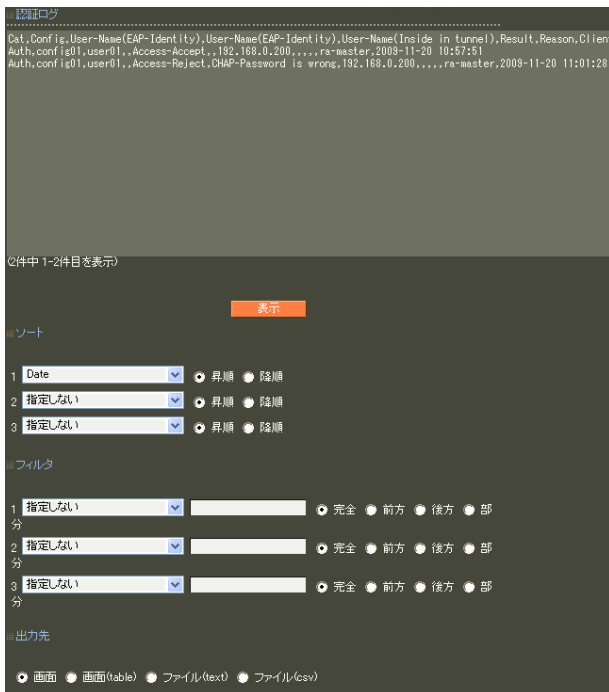 認証ログ
Cat,Config,User-Name(EAP-Identity),User-Name(EAP-Identity),User-Name(Inside in tunnel),Result,Reason,Clien
Auth,config01,user01,,Access-Accept,,192.168.0.200,,,,,ra-master,2009-11-20 10:57:51
Auth,config01,user01,,Access-Reject,CHAP-Password is wrong,192.168.0.200,,,,,ra-master,2009-11-20 11:01:28
(2件中 1-2件目を表示)
表示
ソート
1 Date 昇順 降順
2 指定しない 昇順 降順
3 指定しない 昇順 降順
フィルタ
1 指定しない 完全 前方 後方 部
分
2 指定しない 完全 前方 後方 部
分
3 指定しない 完全 前方 後方 部
分
出力先
画面 画面(table) ファイル(text) ファイル(csv)